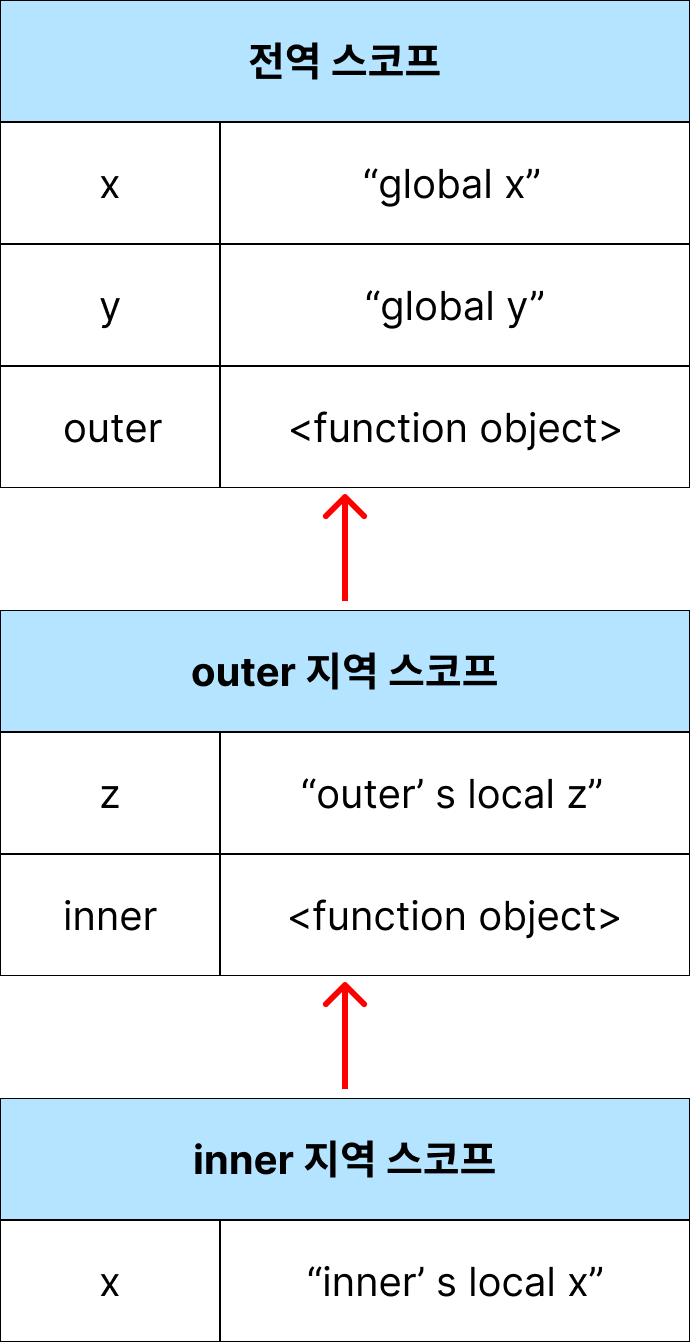 전역 스코프
x “global x”
y “global y”
outer <function object>
outer 지역 스코프
z “outer’ s local z”
inner <function object>
inner 지역 스코프
x “inner’ s local x”